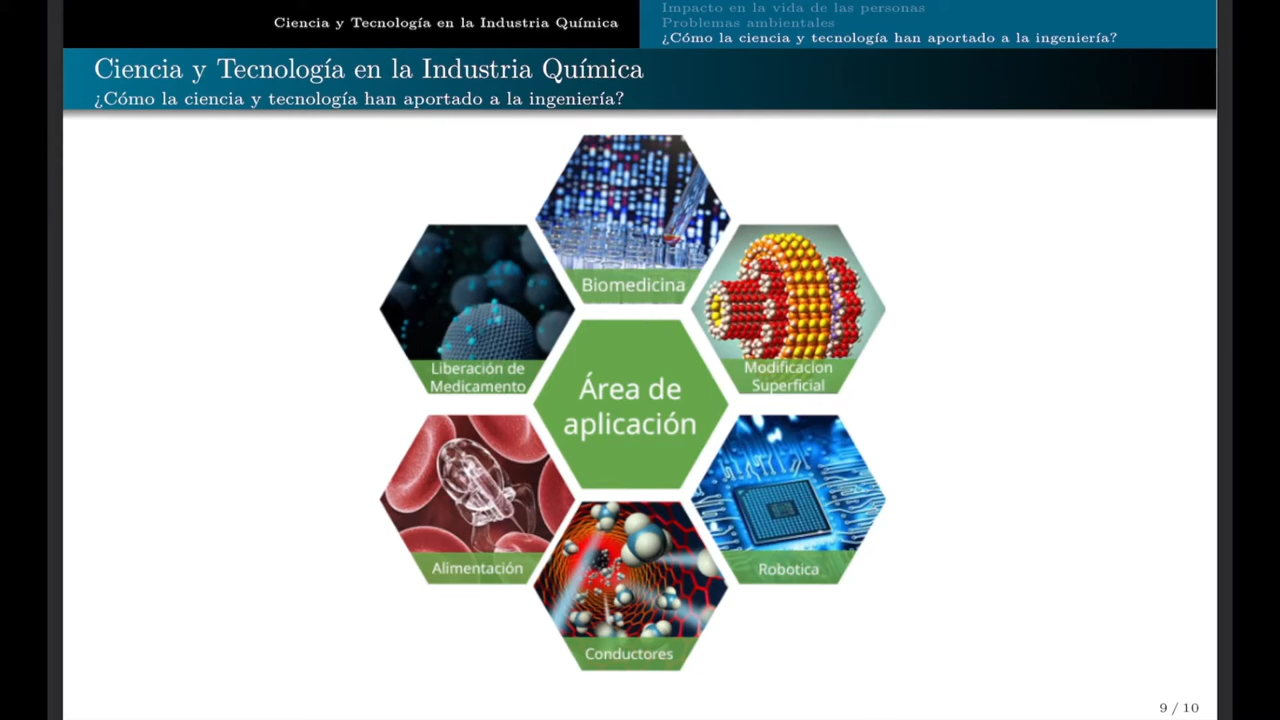 Ciencia y Tecnología en la Industria Química
Impacto en la vida de las personas
Problemas ambientales
¿Cómo la ciencia y tecnología han aportado a la ingeniería?
Ciencia y Tecnología en la Industria Química
¿Cómo la ciencia y tecnología han aportado a la ingeniería?
Biomedicina
Liberación de
Medicamento
Modificacion
Superficial
Área de
aplicación
Alimentación
Robotica
Conductores
9 / 10